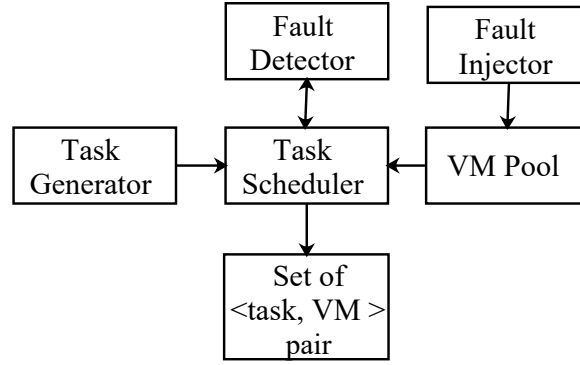 Fault
Detector
Fault
Injector
Task
Generator
Task
Scheduler
VM Pool
Set of
<task, VM >
pair